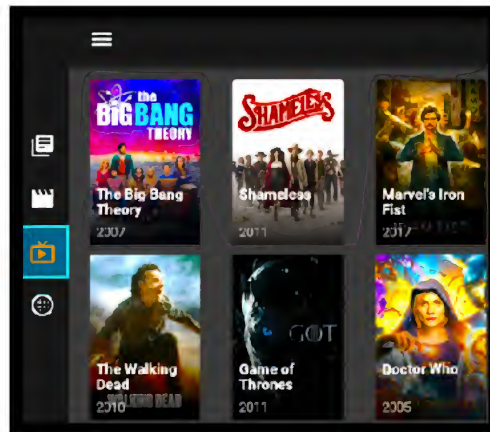 the
BIG BANG
THEORY
The Big Bang
Theory
2007
SHAMELESS
Shameless
2011
Marvel's Iron
Fist
2017
The Walking
Dead
WALKING DEAD
2010
GOT
Game of
Thrones
2011
Doctor Who
2005